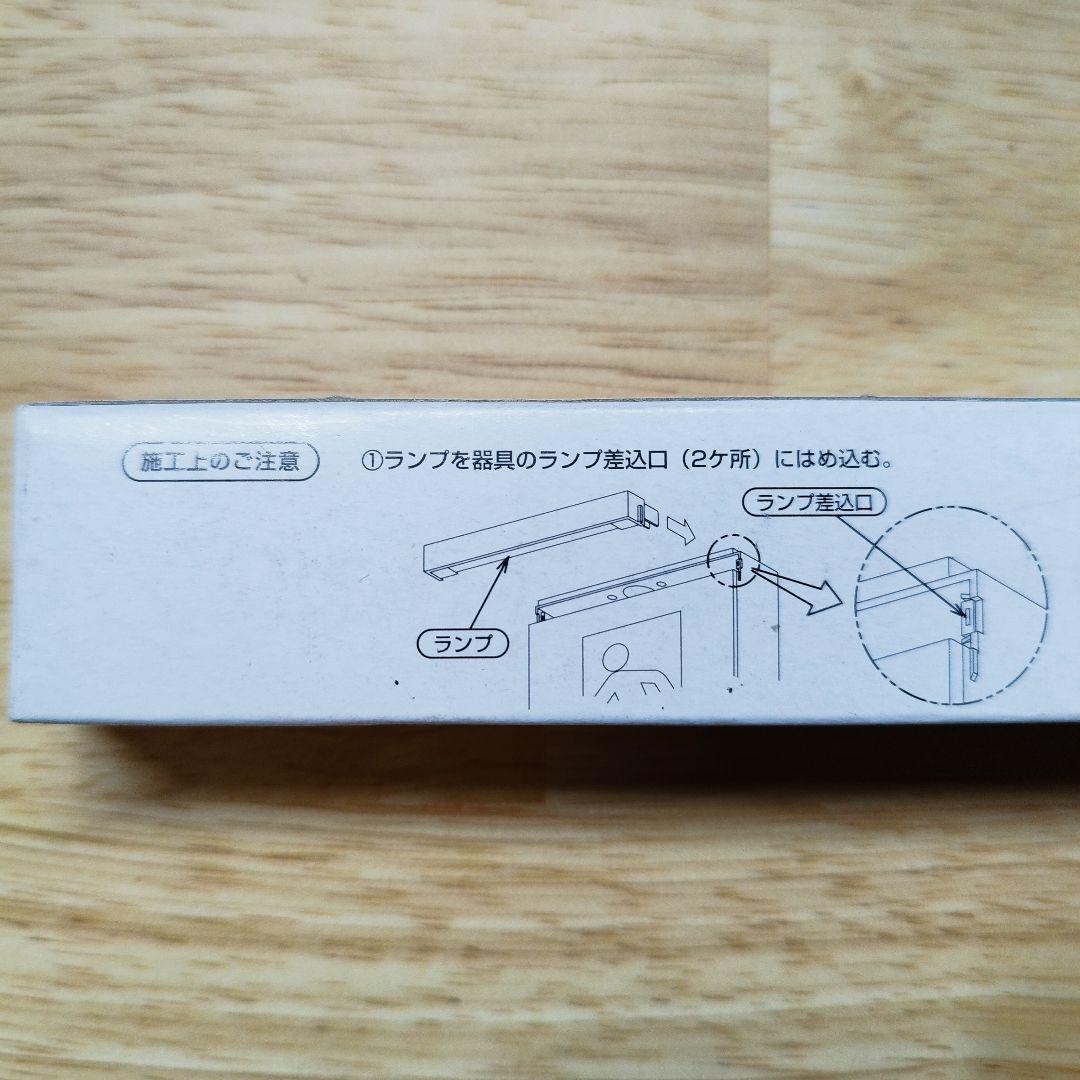 施工上のご注意
①ランプを器具のランプ差込口（2ケ所）にはめ込む。
ランプ差込口
ランプ